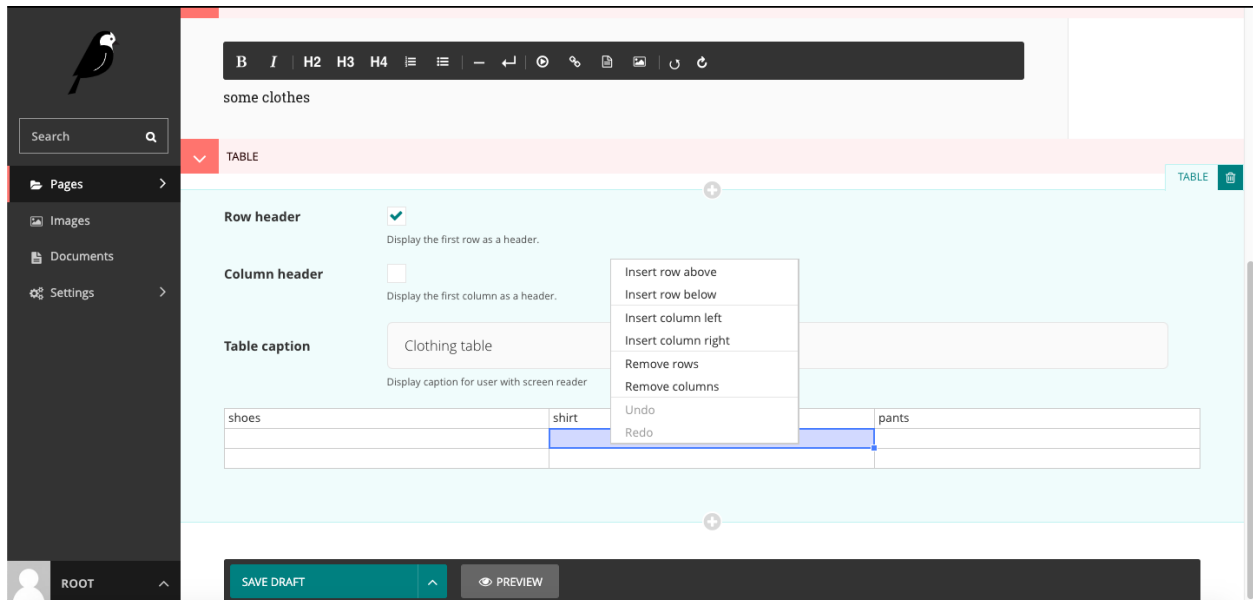 B I H2 H3 H4
some clothes
Search
TABLE
Pages
TABLE
Images
Documents
Settings
Row header
Display the first row as a header.
Column header
Display the first column as a header.
Table caption
Clothing table
Display caption for user with screen reader
Insert row above
Insert row below
Insert column left
Insert column right
Remove rows
Remove columns
Undo
Redo
shoes shirt pants
ROOT
SAVE DRAFT
PREVIEW